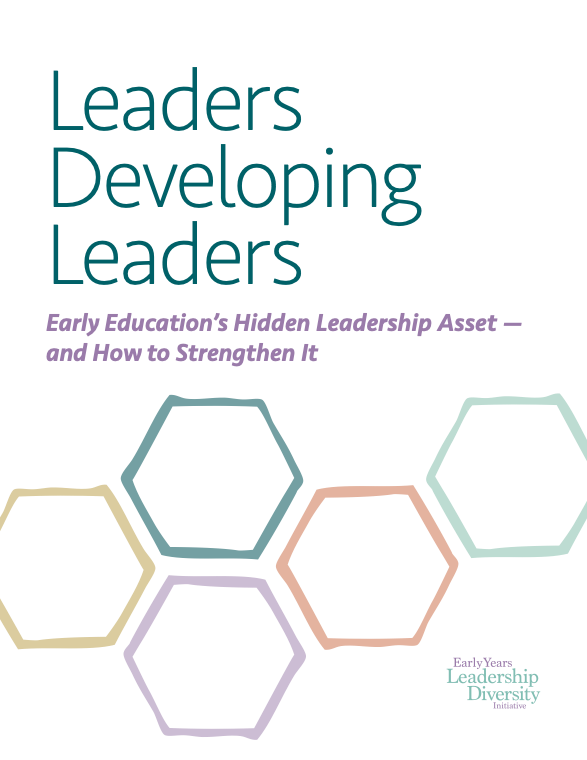 Leaders
Developing
Leaders
Early Education’s Hidden Leadership Asset —
and How to Strengthen It
Early Years
Leadership
Diversity
Initiative